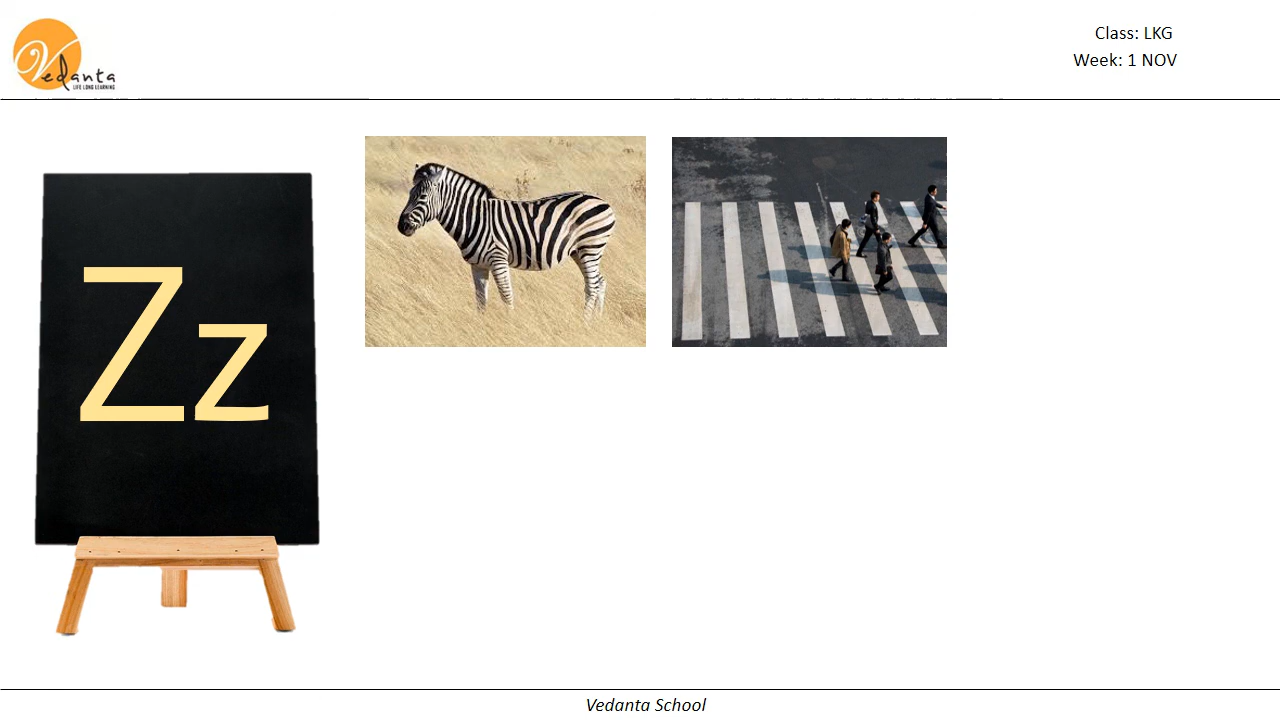 Vedanta
LIFE LONG LEARNING
Class: LKG
Week: 1 NOV
Zz
Vedanta School